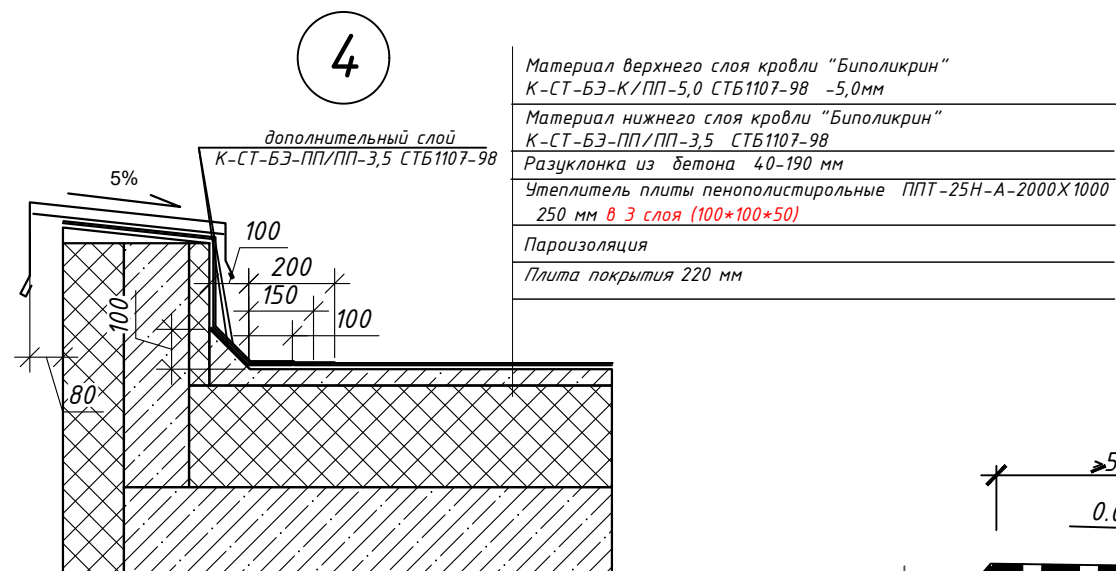 4
Материал верхнего слоя кровли "Биполикрин"
К-СТ-БЭ-К/ПП-5,0 СТБ1107-98 -5,0мм
Материал нижнего слоя кровли "Биполикрин"
К-СТ-БЭ-ПП/ПП-3,5 СТБ1107-98
Разуклонка из бетона 40-190 мм
Утеплитель плиты пенополистирольные ППТ-25Н-А-2000Х1000
250 мм в 3 слоя (100*100*50)
Пароизоляция
Плита покрытия 220 мм
дополнительный слой
К-СТ-БЭ-ПП/ПП-3,5 СТБ1107-98
5%
100
200
150
100
100
80
≥5
0.